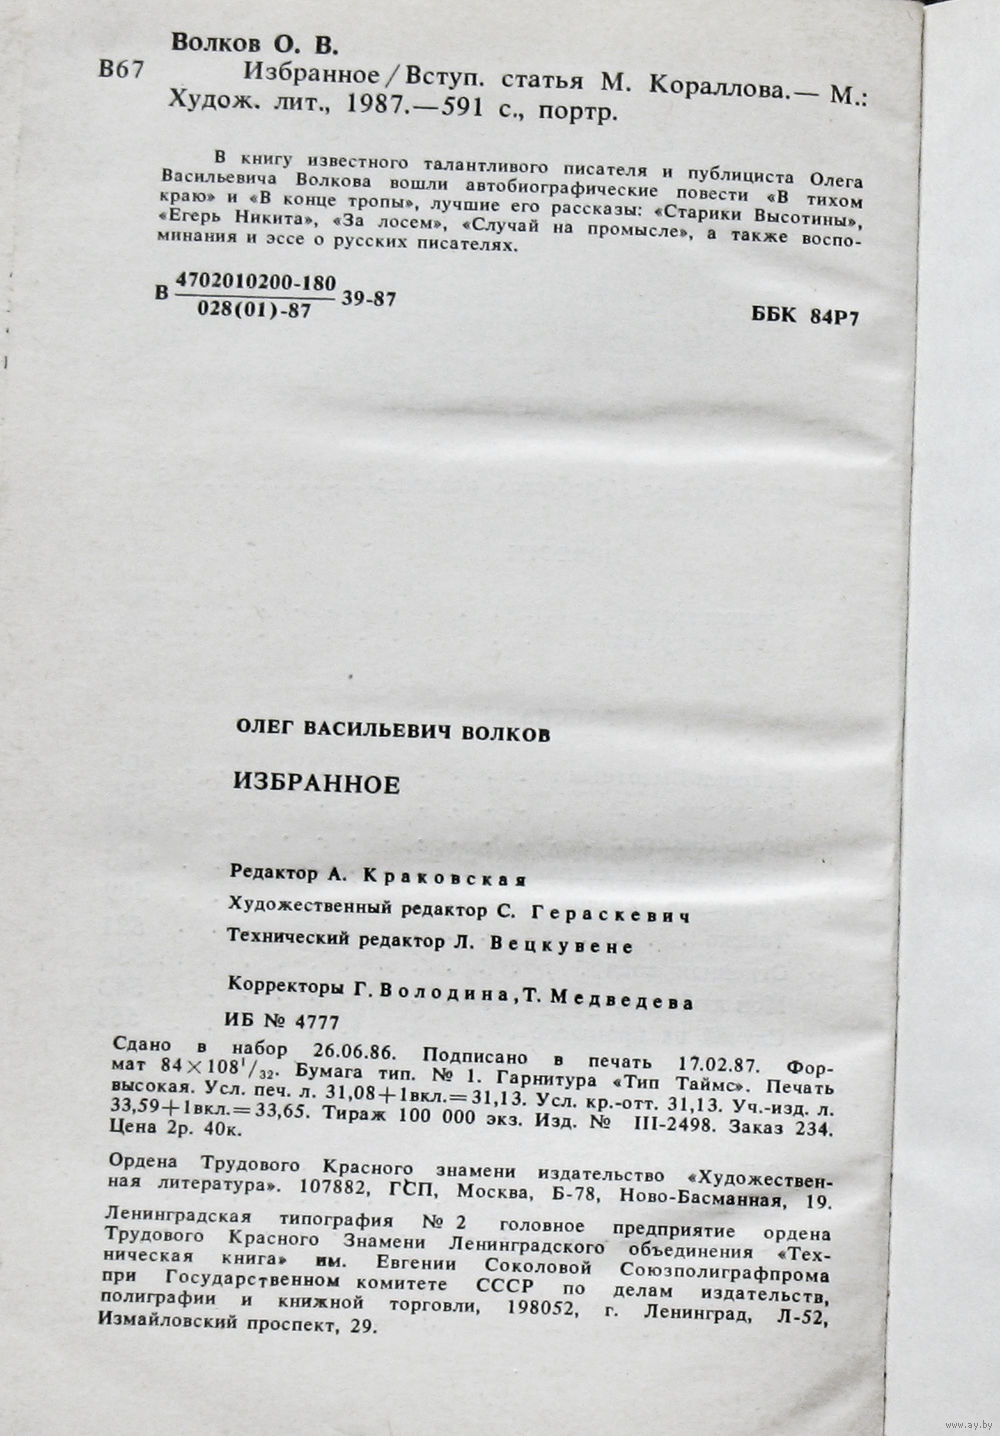 Волков О. В.
В67 Избранное / Вступ. статья М. Кораллова.— М.:
Худож. лит., 1987.—591 с., портр.
В книгу известного талантливого писателя и публициста Олега
Васильевича Волкова вошли автобиографические повести «В тихом
краю» и «В конце тропы», лучшие его рассказы: «Старики Высотины»,
«Егерь Никита», «За лосем», «Случай на промысле», а также воспо-
минания и эссе о русских писателях.
В 4702010200-180 39-87
028(01)-87
ББК 84Р7
ОЛЕГ ВАСИЛЬЕВИЧ ВОЛКОВ
ИЗБРАННОЕ
Редактор А. Краковская
Художественный редактор С. Гераскевич
Технический редактор Л. Вецкувене
Корректоры Г. Володина, Т. Медведева
ИБ № 4777
Сдано в набор 26.06.86. Подписано в печать 17.02.87. Фор-
мат 84×108¹/₃₂. Бумага тип. № 1. Гарнитура «Тип Таймс». Печать
высокая. Усл. печ. л. 31,08+1вкл.=31,13. Усл. кр.-отт. 31,13. Уч.-изд. л.
33,59+1вкл.=33,65. Тираж 100 000 экз. Изд. № III-2498. Заказ 234.
Цена 2р. 40к.
Ордена Трудового Красного знамени издательство «Художествен-
ная литература». 107882, ГСП, Москва, Б-78, Ново-Басманная, 19.
Ленинградская типография № 2 головное предприятие ордена
Трудового Красного Знамени Ленинградского объединения «Тех-
ническая книга» им. Евгении Соколовой Союзполиграфпрома
при Государственном комитете СССР по делам издательств,
полиграфии и книжной торговли, 198052, г. Ленинград, Л-52,
Измайловский проспект, 29.
www.ay.by